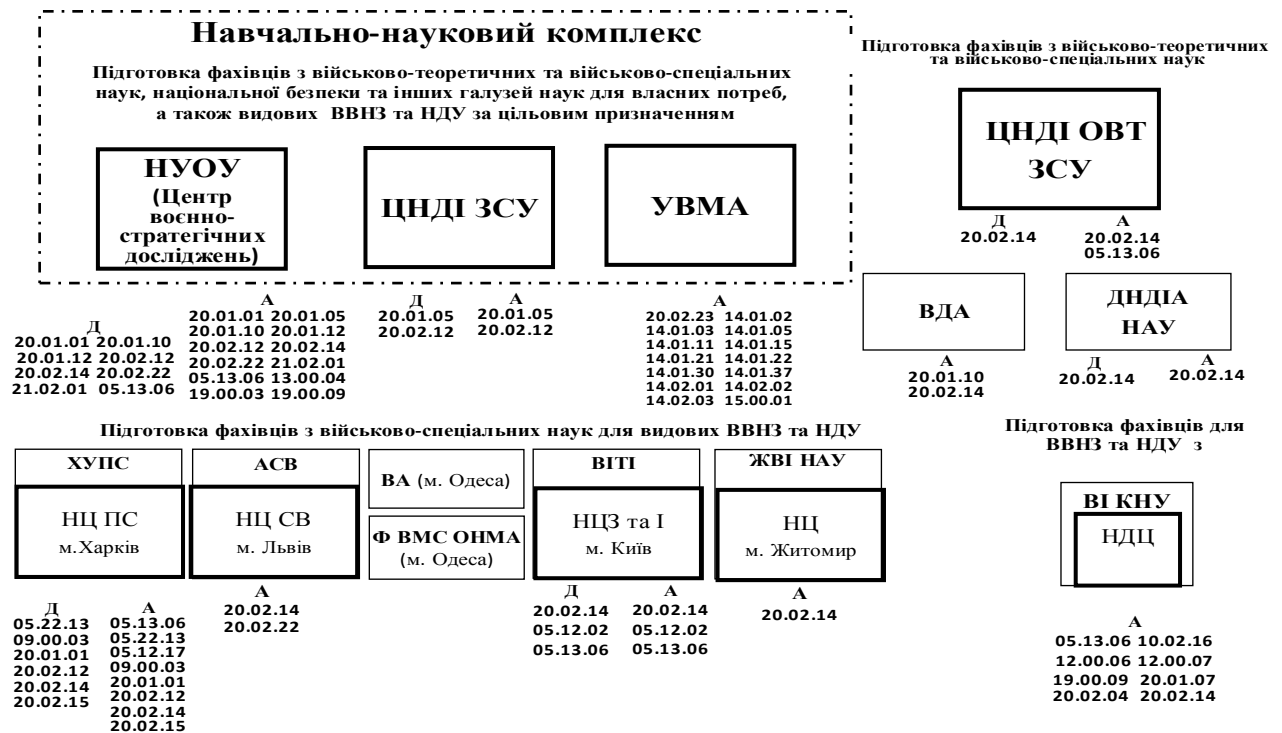 Навчально-науковий комплекс
Підготовка фахівців з військово-теоретичних та військово-спеціальних
наук, національної безпеки та інших галузей наук для власних потреб,
а також видових ВВНЗ та НДУ за цільовим призначенням
НУОУ
(Центр
воєнно-
стратегічних
досліджень)
ЦНДІ ЗСУ
УВМА
Підготовка фахівців з військово-теоретичних
та військово-спеціальних наук
ЦНДІ ОВТ
ЗСУ
Д
20.02.14
А
20.02.14
05.13.06
Д
20.01.01 20.01.10
20.01.12 20.02.12
20.02.14 20.02.22
21.02.01 05.13.06
А
20.01.01 20.01.05
20.01.10 20.01.12
20.02.12 20.02.14
20.02.22 21.02.01
05.13.06 13.00.04
19.00.03 19.00.09
Д
20.01.05
20.02.12
А
20.01.05
20.02.12
А
20.02.23 14.01.02
14.01.03 14.01.05
14.01.11 14.01.15
14.01.21 14.01.22
14.01.30 14.01.37
14.02.01 14.02.02
14.02.03 15.00.01
ВДА
А
20.01.10
20.02.14
ДНДІА
НАУ
Д
20.02.14
А
20.02.14
Підготовка фахівців з військово-спеціальних наук для видових ВВНЗ та НДУ
ХУПС
НЦ ПС
м.Харків
АСВ
НЦ СВ
м. Львів
ВА (м. Одеса)
Ф ВМС ОНМА
(м. Одеса)
ВІТІ
НЦЗ та І
м. Київ
ЖВІ НАУ
НЦ
м. Житомир
Д
05.22.13
09.00.03
20.01.01
20.02.12
20.02.14
20.02.15
А
05.13.06
05.22.13
05.12.17
09.00.03
20.01.01
20.02.12
20.02.14
20.02.15
А
20.02.14
20.02.22
Д
20.02.14
05.12.02
05.13.06
А
20.02.14
05.12.02
05.13.06
А
20.02.14
Підготовка фахівців для
ВВНЗ та НДУ з
ВІ КНУ
НДЦ
А
05.13.06 10.02.16
12.00.06 12.00.07
19.00.09 20.01.07
20.02.04 20.02.14